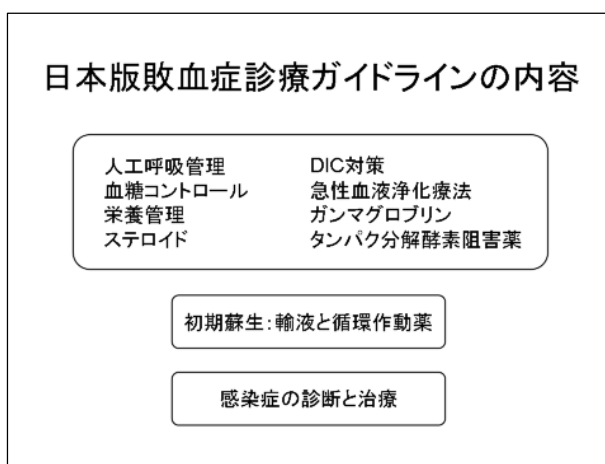 日本版敗血症診療ガイドラインの内容
人工呼吸管理
血糖コントロール
栄養管理
ステロイド
DIC対策
急性血液浄化療法
ガンマグロブリン
タンパク分解酵素阻害薬
初期蘇生：輸液と循環作動薬
感染症の診断と治療